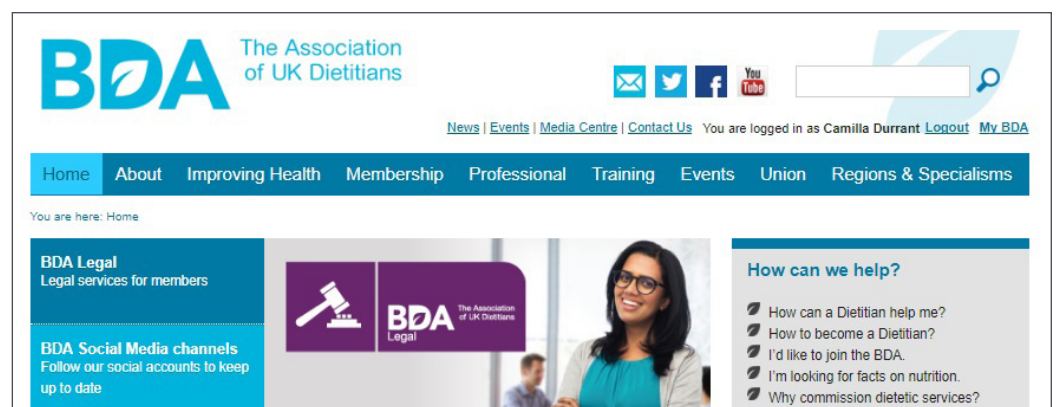 BDA
The Association
of UK Dietitians
You
Tube
News | Events | Media Centre | Contact Us You are logged in as Camilla Durrant Logout My BDA
Home About Improving Health Membership Professional Training Events Union Regions & Specialisms
You are here: Home
BDA Legal
Legal services for members
BDA Social Media channels
Follow our social accounts to keep
up to date
BDA
The Association
of UK Dietitians
Legal
How can we help?
How can a Dietitian help me?
How to become a Dietitian?
I'd like to join the BDA.
I'm looking for facts on nutrition.
Why commission dietetic services?